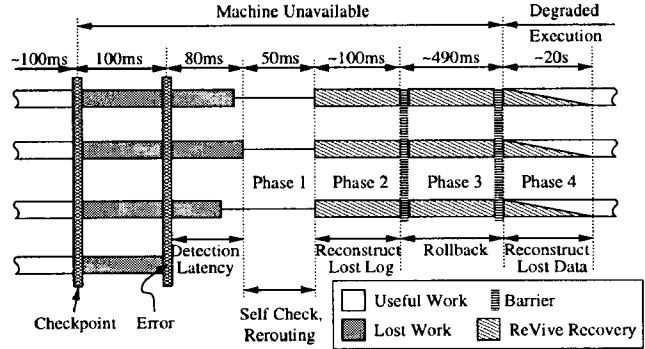 Machine Unavailable
Degraded
Execution
~100ms
100ms
80ms
50ms
~100ms
~490ms
~20s
Phase 1
Phase 2
Phase 3
Phase 4
Detection
Latency
Reconstruct
Lost Log
Rollback
Reconstruct
Lost Data
Self Check,
Rerouting
Checkpoint
Error
Useful Work
Barrier
Lost Work
ReVive Recovery